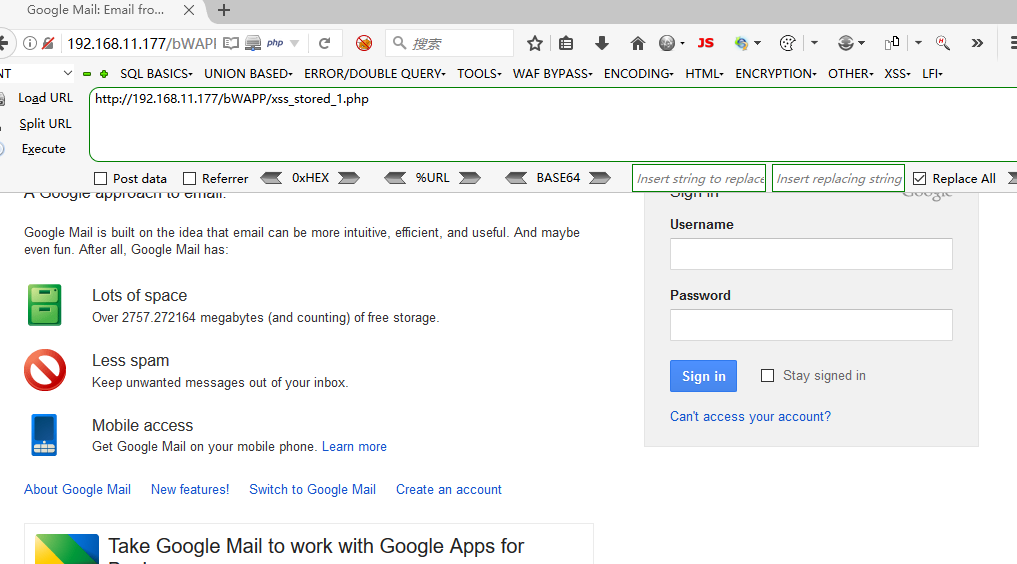 Google Mail: Email fro...
192.168.11.177/bWAPI
php
搜索
JS
NT
SQL BASICS
UNION BASED
ERROR/DOUBLE QUERY
TOOLS
WAF BYPASS
ENCODING
HTML
ENCRYPTION
OTHER
XSS
LFI
Load URL
http://192.168.11.177/bWAPP/xss_stored_1.php
Split URL
Execute
Post data
Referrer
0xHEX
%URL
BASE64
Insert string to replace
Insert replacing string
Replace All
A Google approach to email.
Sign in
Google
Google Mail is built on the idea that email can be more intuitive, efficient, and useful. And maybe
even fun. After all, Google Mail has:
Username
Lots of space
Over 2757.272164 megabytes (and counting) of free storage.
Password
Less spam
Keep unwanted messages out of your inbox.
Sign in
Stay signed in
Can't access your account?
Mobile access
Get Google Mail on your mobile phone. Learn more
About Google Mail
New features!
Switch to Google Mail
Create an account
Take Google Mail to work with Google Apps for